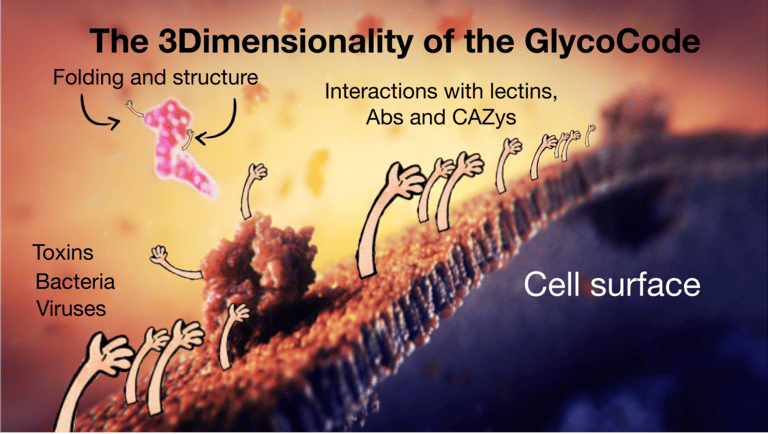 The 3Dimensionality of the GlycoCode
Folding and structure
Interactions with lectins,
Abs and CAZys
Toxins
Bacteria
Viruses
Cell surface